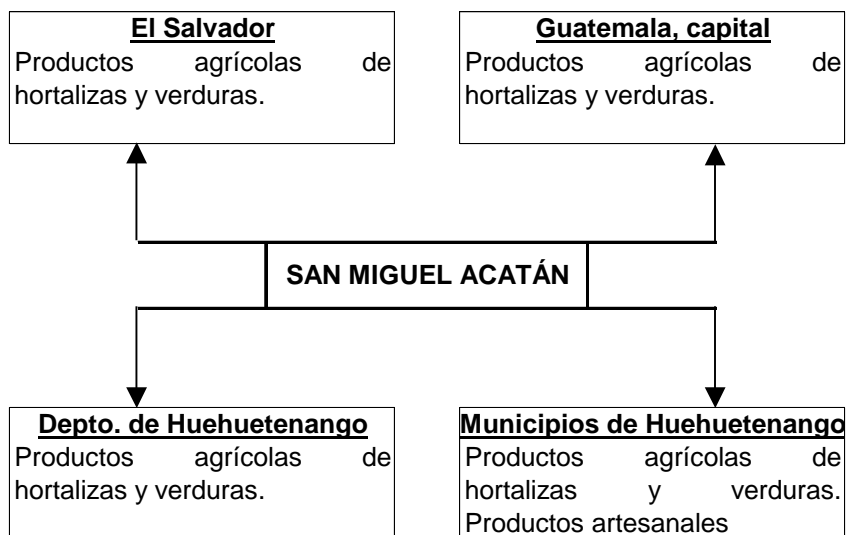 El Salvador
Productos agrícolas de
hortalizas y verduras.
Guatemala, capital
Productos agrícolas de
hortalizas y verduras.
SAN MIGUEL ACATÁN
Depto. de Huehuetenango
Productos agrícolas de
hortalizas y verduras.
Municipios de Huehuetenango
Productos agrícolas de
hortalizas y verduras.
Productos artesanales